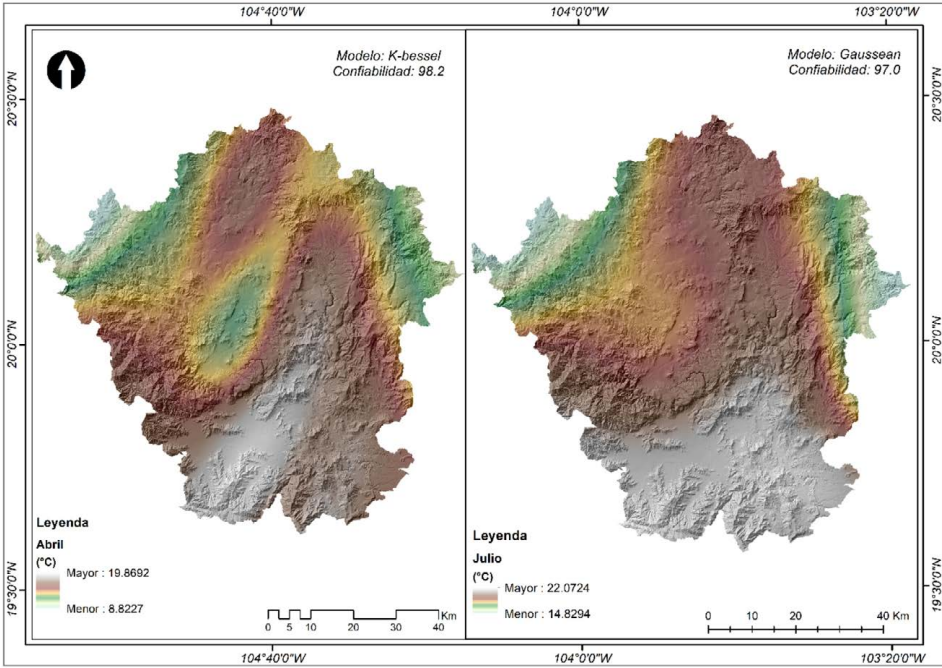 104°40'0"W
104°0'0"W
103°20'0"W
20°30'0"N
20°0'0"N
19°30'0"N
Modelo: K-bessel
Confiabilidad: 98.2
Leyenda
Abril
(°C)
Mayor : 19.8692
Menor : 8.8227
0 5 10 20 30 40 Km
Modelo: Gaussean
Confiabilidad: 97.0
Leyenda
Julio
(°C)
Mayor : 22.0724
Menor : 14.8294
0 10 20 40 Km
20°30'0"N
20°0'0"N
19°30'0"N
104°40'0"W
104°0'0"W
103°20'0"W